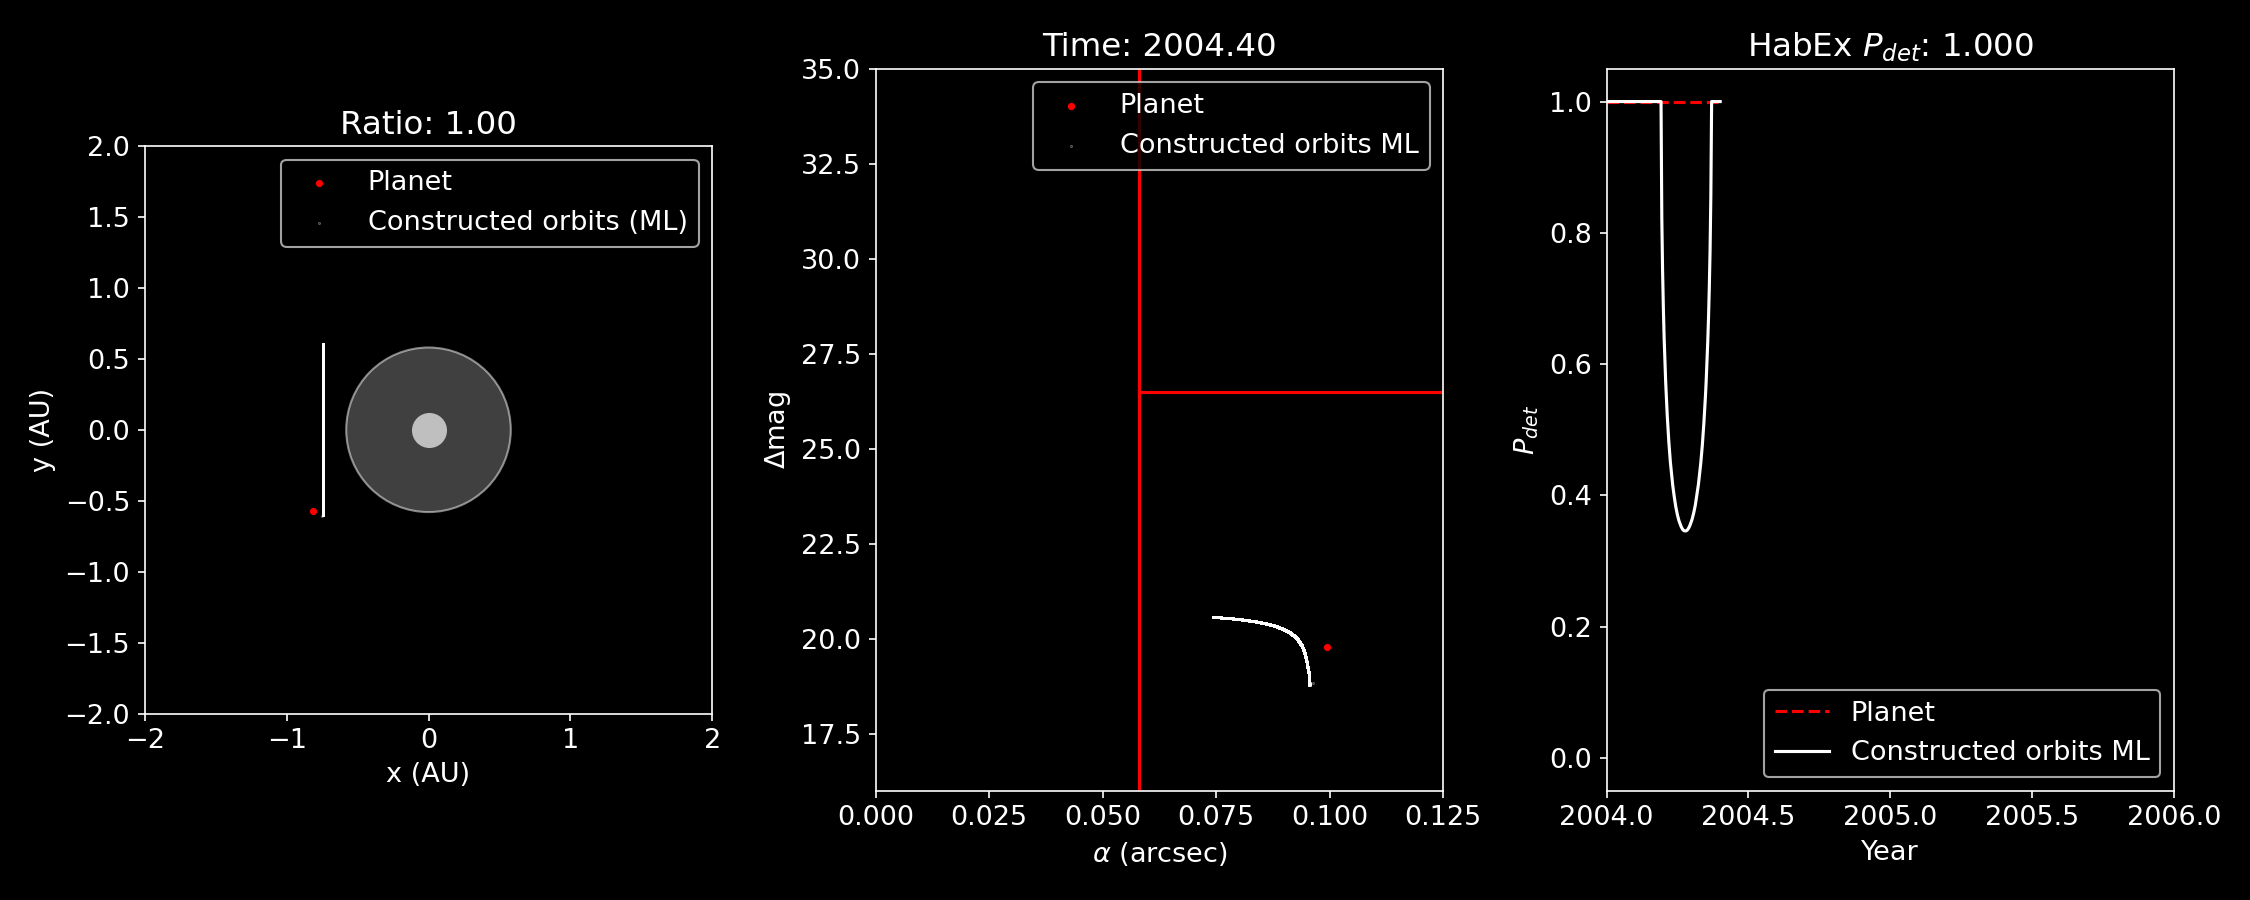 Ratio: 1.00
Planet
Constructed orbits (ML)
2.0
1.5
1.0
0.5
0.0
−0.5
−1.0
−1.5
−2.0
y (AU)
−2
−1
0
1
2
x (AU)
Time: 2004.40
Planet
Constructed orbits ML
35.0
32.5
30.0
27.5
25.0
22.5
20.0
17.5
Δmag
0.000
0.025
0.050
0.075
0.100
0.125
α (arcsec)
HabEx P_det: 1.000
1.0
0.8
0.6
0.4
0.2
0.0
P_det
Planet
Constructed orbits ML
2004.0
2004.5
2005.0
2005.5
2006.0
Year